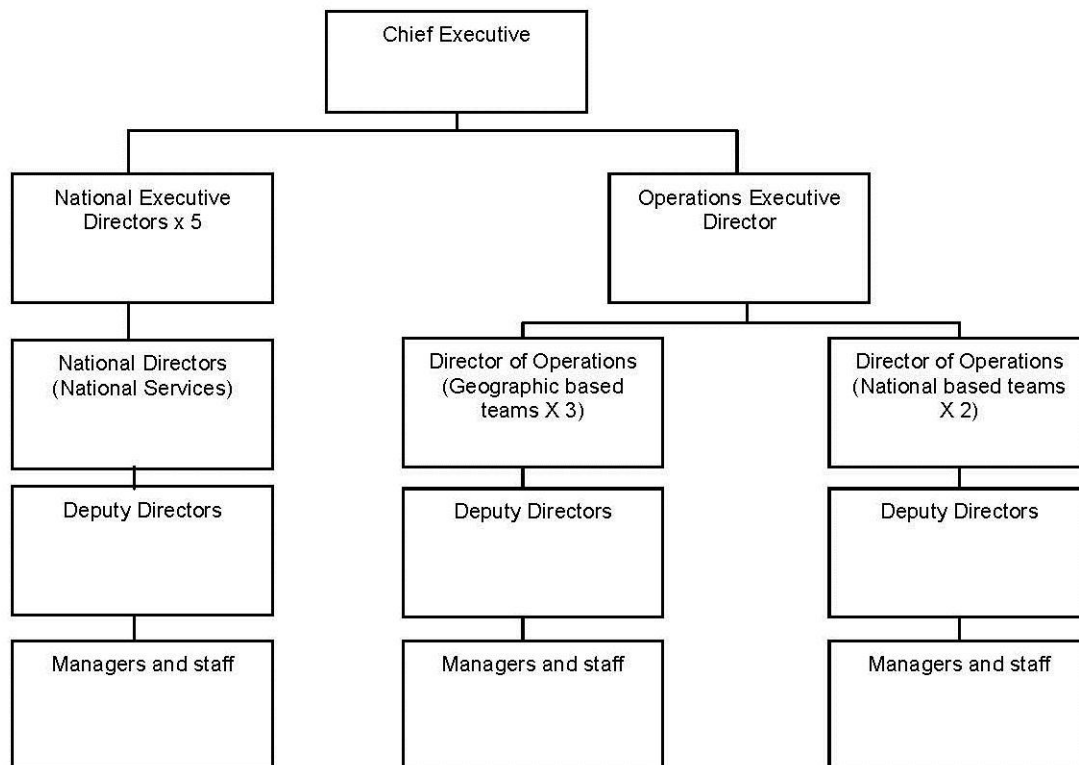 Chief Executive
National Executive
Directors x 5
Operations Executive
Director
National Directors
(National Services)
Director of Operations
(Geographic based
teams X 3)
Director of Operations
(National based teams
X 2)
Deputy Directors
Deputy Directors
Deputy Directors
Managers and staff
Managers and staff
Managers and staff